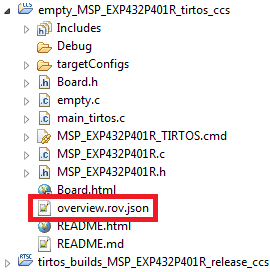 empty_MSP_EXP432P401R_tirtos_ccs
Includes
Debug
targetConfigs
Board.h
empty.c
main_tirtos.c
MSP_EXP432P401R_TIRTOS.cmd
MSP_EXP432P401R.c
MSP_EXP432P401R.h
Board.html
overview.rov.json
README.html
README.md
tirtos_builds_MSP_EXP432P401R_release_ccs